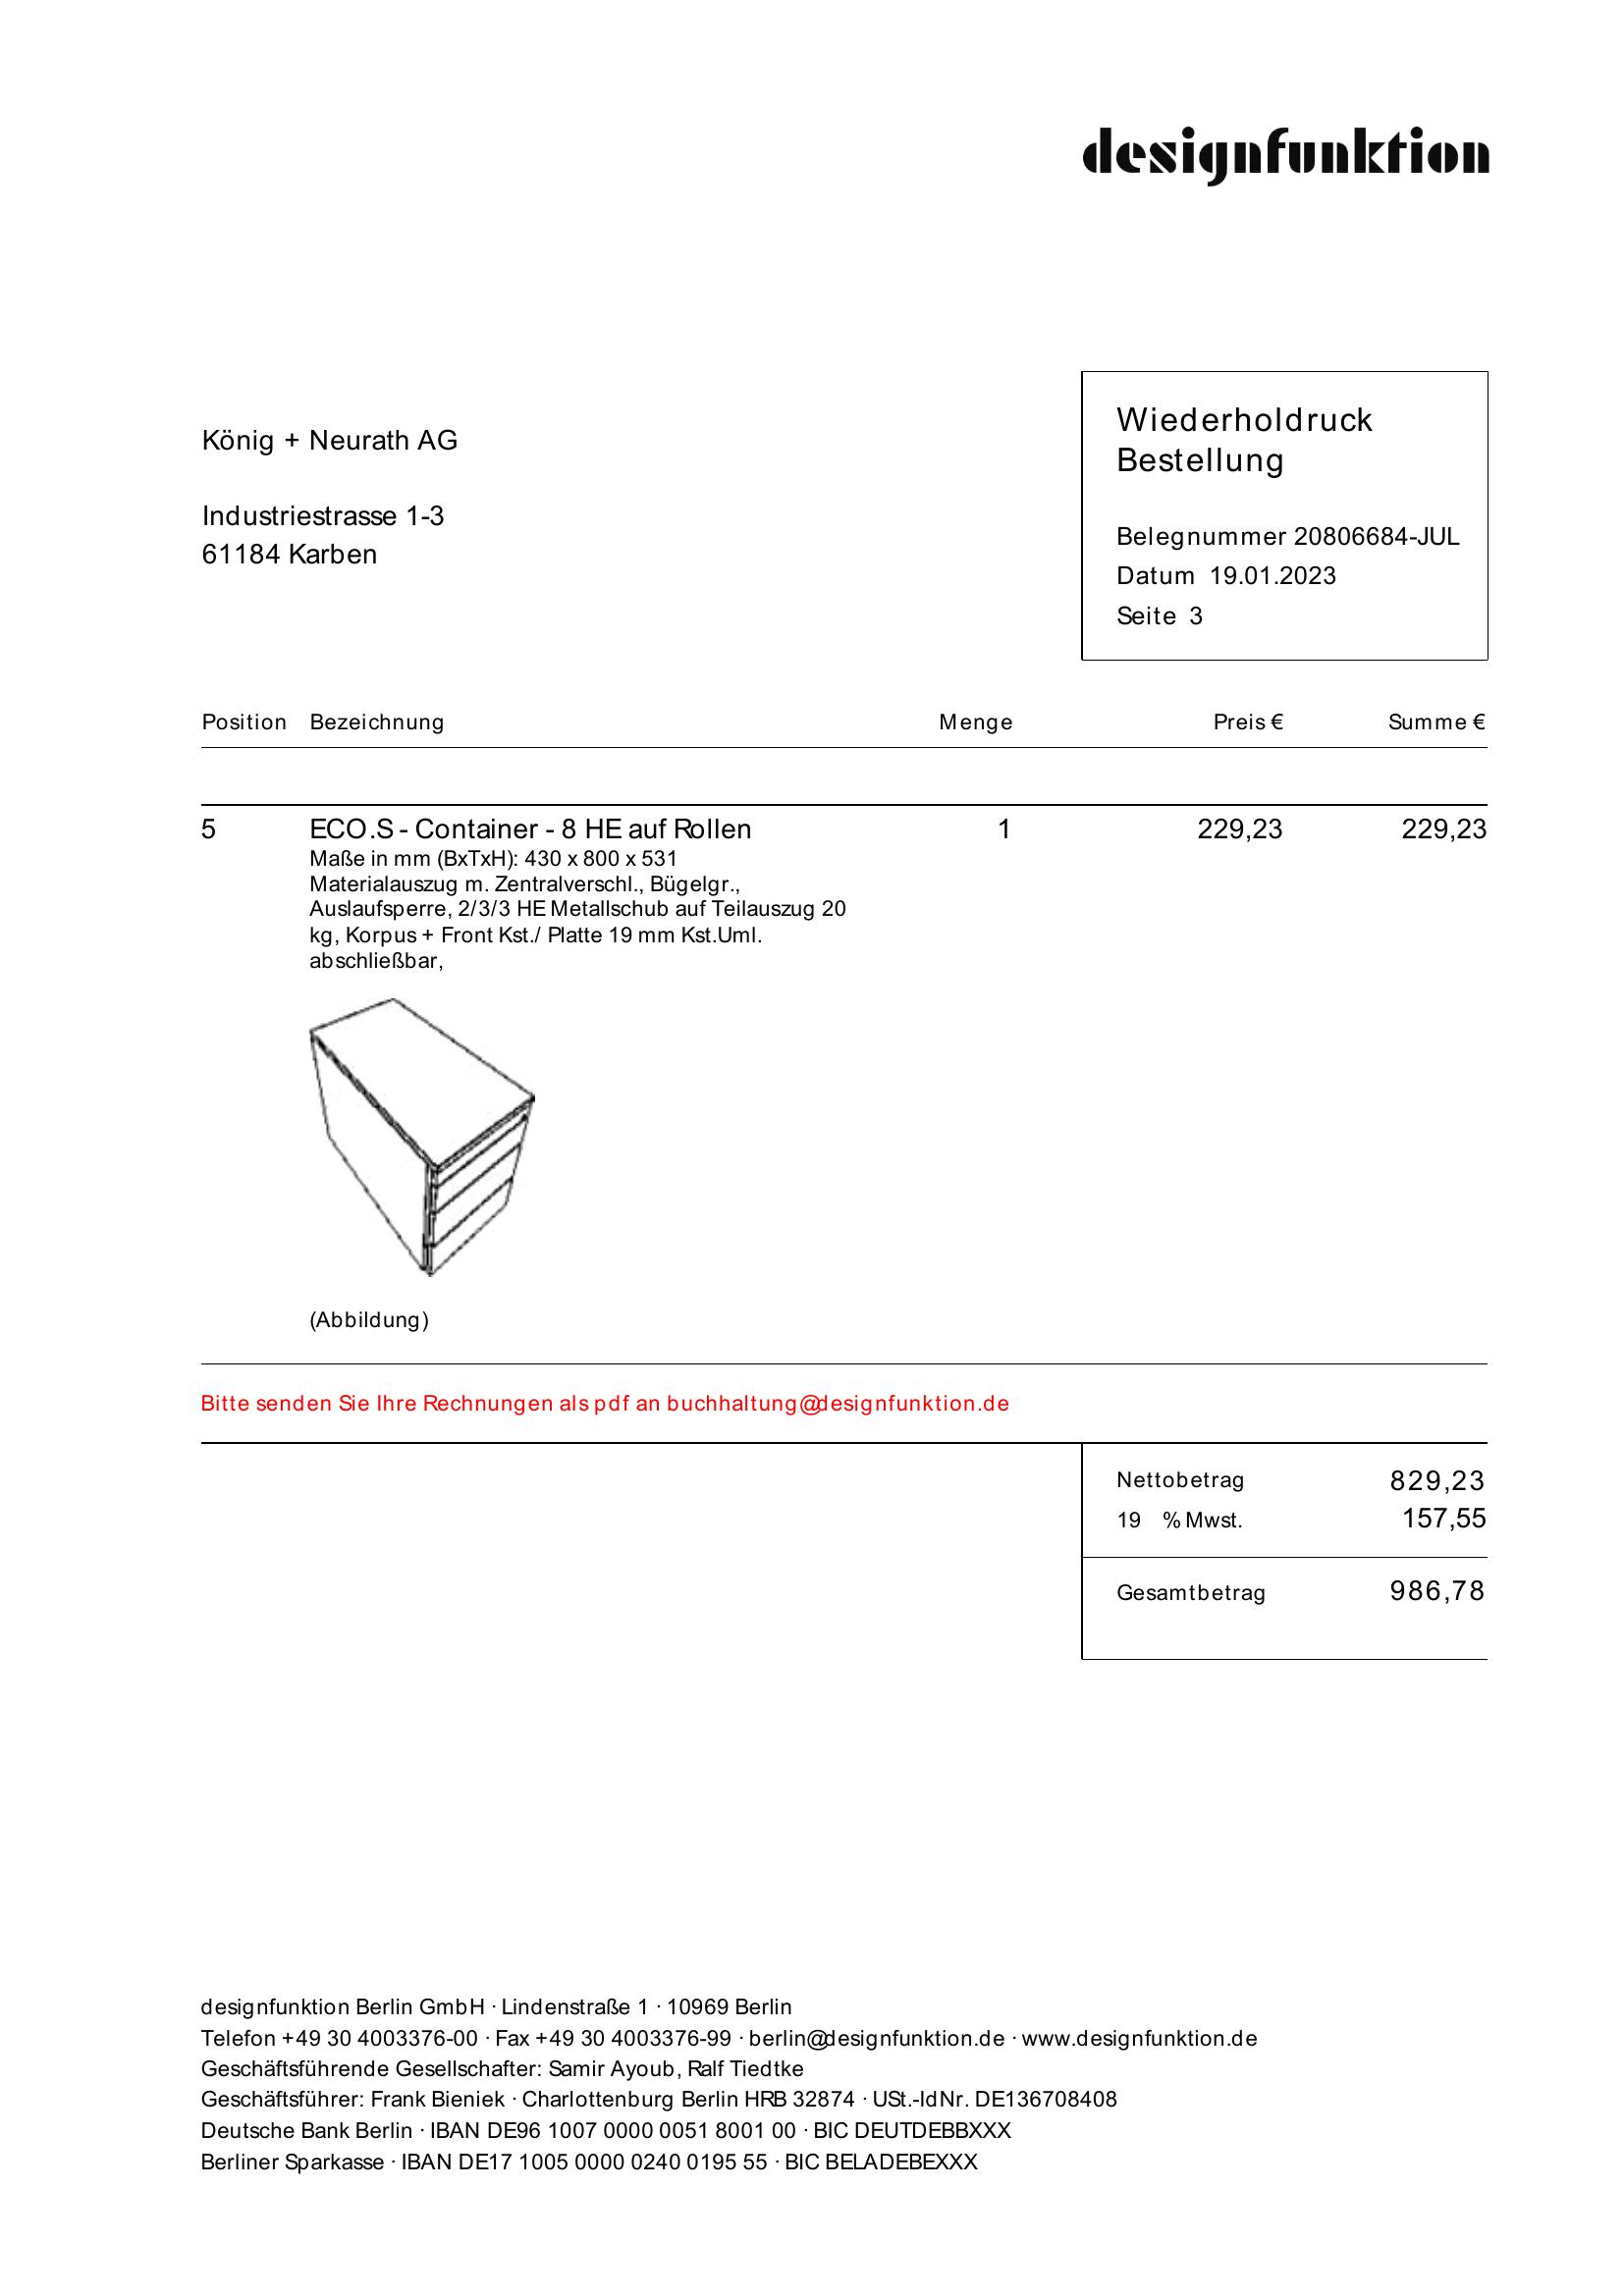 designfunktion
König + Neurath AG
Industriestrasse 1-3
61184 Karben
Wiederholdruck
Bestellung
Belegnummer 20806684-JUL
Datum 19.01.2023
Seite 3
Position Bezeichnung Menge Preis € Summe €
5 ECO.S - Container - 8 HE auf Rollen 1 229,23 229,23
Maße in mm (BxTxH): 430 x 800 x 531
Materialauszug m. Zentralverschl., Bügelgr.,
Auslaufsperre, 2/3/3 HE Metallschub auf Teilauszug 20
kg, Korpus + Front Kst./ Platte 19 mm Kst.Uml.
abschließbar,
(Abbildung)
Bitte senden Sie Ihre Rechnungen als pdf an buchhaltung@designfunktion.de
Nettobetrag 829,23
19 % Mwst. 157,55
Gesamtbetrag 986,78
designfunktion Berlin GmbH · Lindenstraße 1 · 10969 Berlin
Telefon +49 30 4003376-00 · Fax +49 30 4003376-99 · berlin@designfunktion.de · www.designfunktion.de
Geschäftsführende Gesellschafter: Samir Ayoub, Ralf Tiedtke
Geschäftsführer: Frank Bieniek · Charlottenburg Berlin HRB 32874 · USt.-IdNr. DE136708408
Deutsche Bank Berlin · IBAN DE96 1007 0000 0051 8001 00 · BIC DEUTDEBBXXX
Berliner Sparkasse · IBAN DE17 1005 0000 0240 0195 55 · BIC BELADEBEXXX